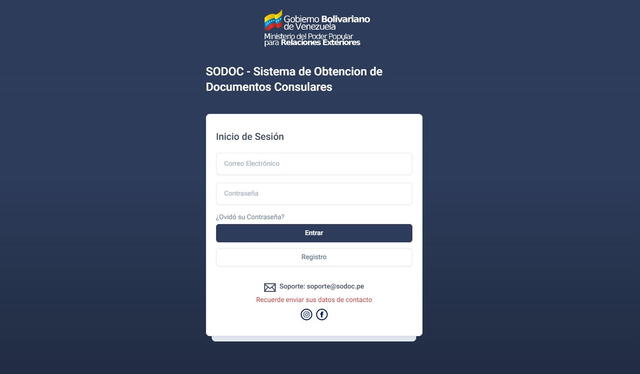 Gobierno Bolivariano
de Venezuela
Ministerio del Poder Popular
para Relaciones Exteriores
SODOC - Sistema de Obtencion de
Documentos Consulares
Inicio de Sesión
Correo Electrónico
Contraseña
¿Ovidó su Contraseña?
Entrar
Registro
Soporte: soporte@sodoc.pe
Recuerde enviar sus datos de contacto